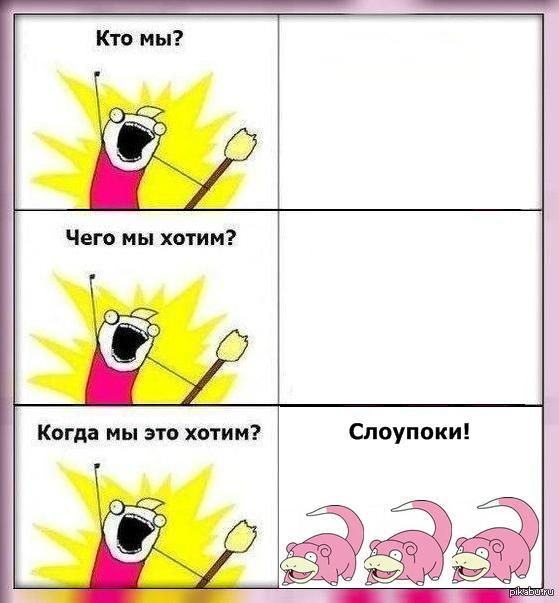 Кто мы?
Чего мы хотим?
Когда мы это хотим?
Слоупоки!
pikabu.ru